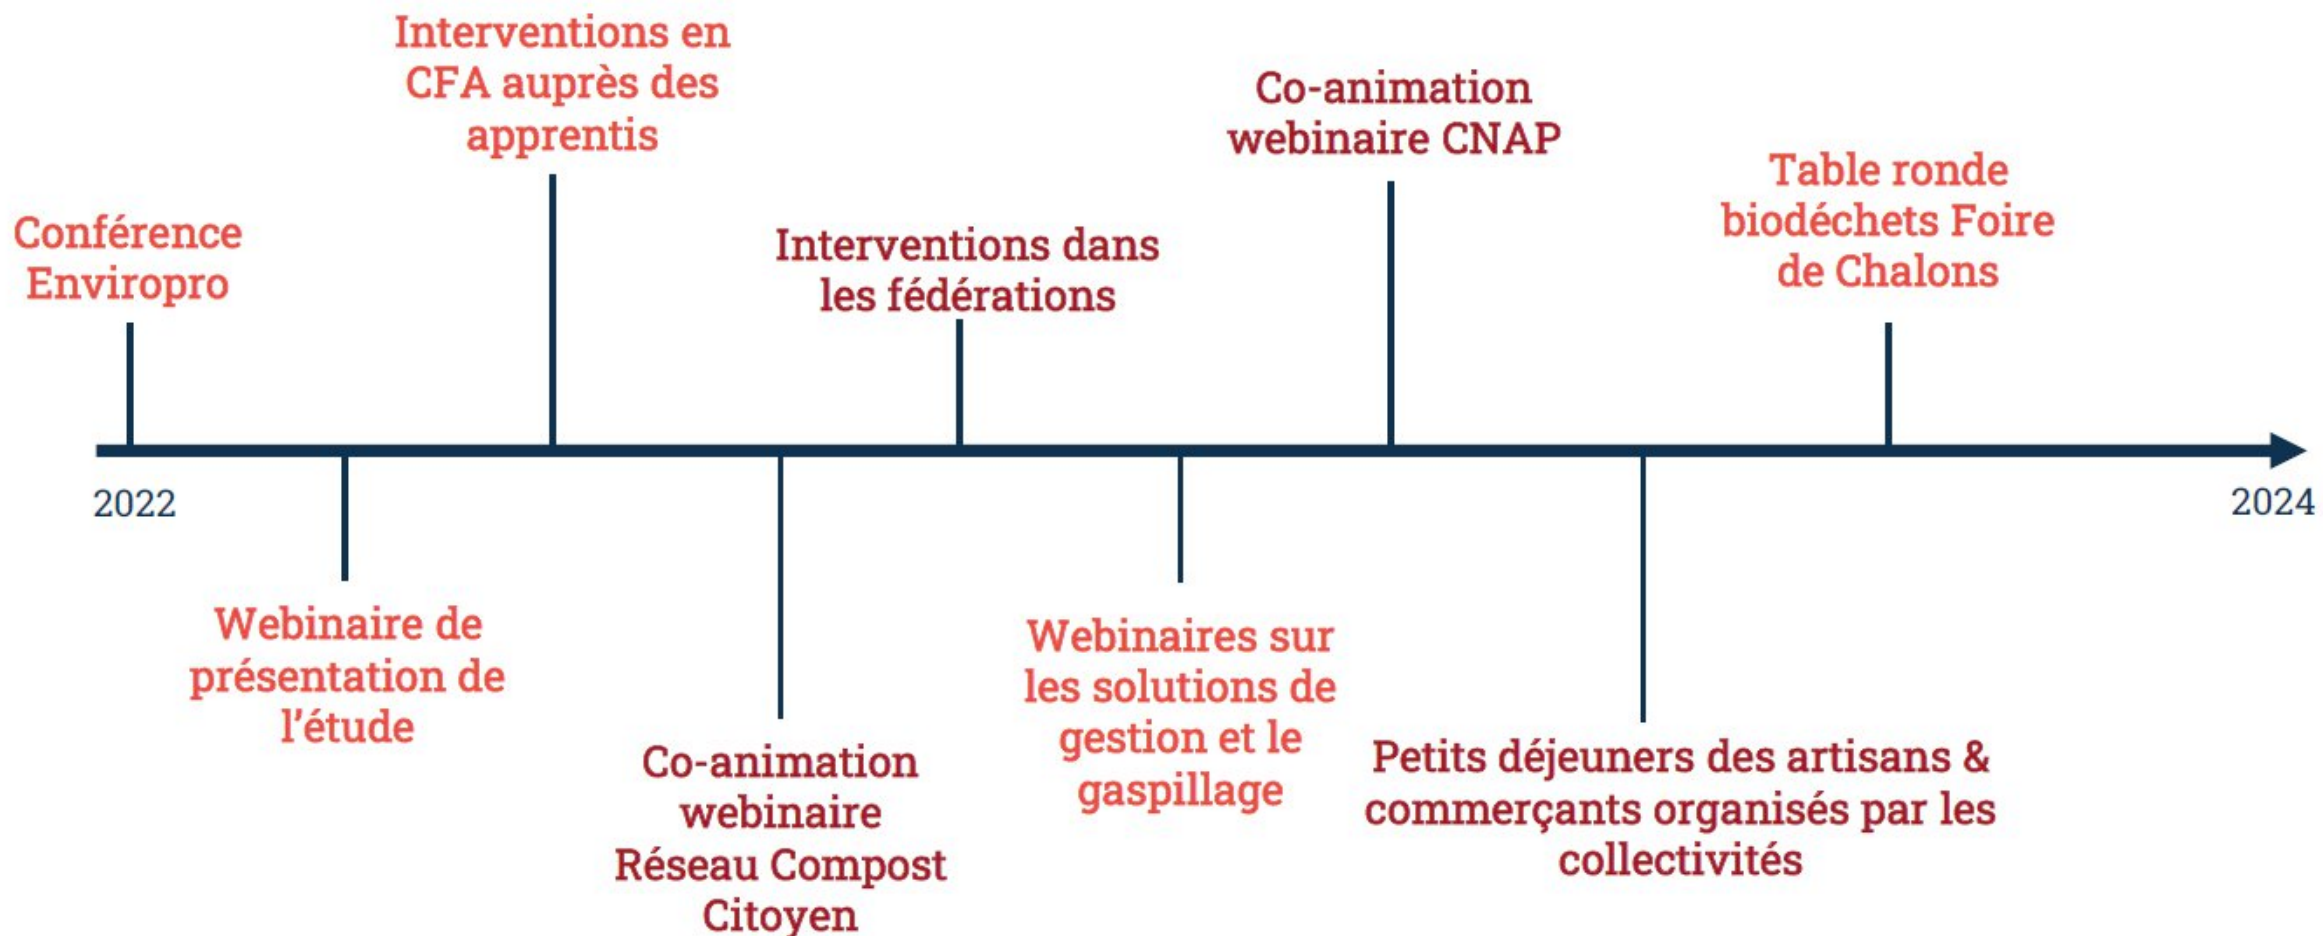 Conférence
Enviropro
Interventions en
CFA auprès des
apprentis
Interventions dans
les fédérations
Co-animation
webinaire CNAP
Table ronde
biodéchets Foire
de Chalons
2022
2024
Webinaire de
présentation de
l’étude
Co-animation
webinaire
Réseau Compost
Citoyen
Webinaires sur
les solutions de
gestion et le
gaspillage
Petits déjeuners des artisans &
commerçants organisés par les
collectivités